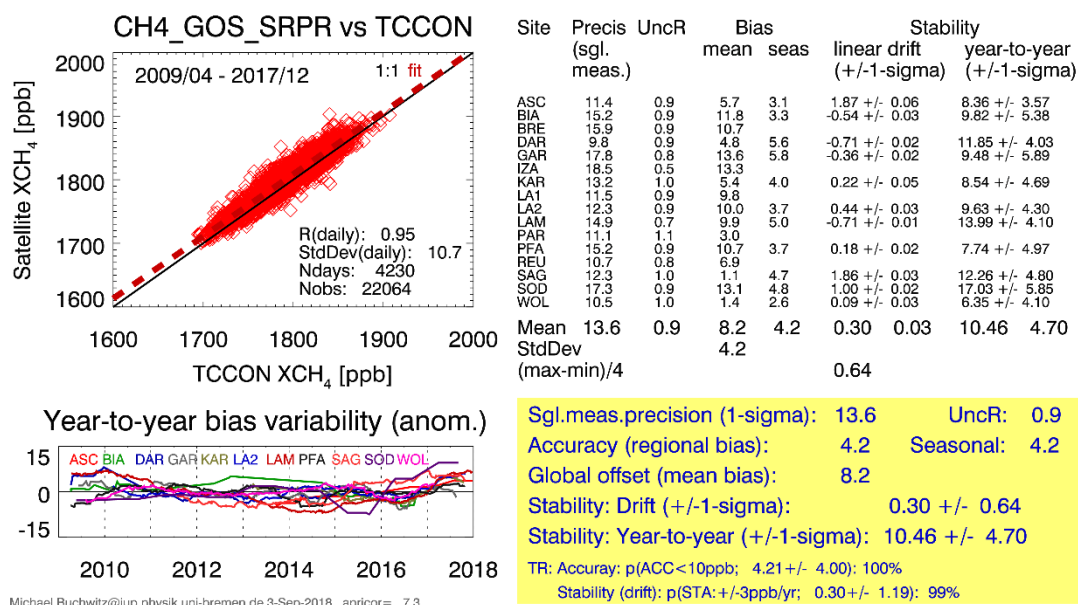 CH4_GOS_SRPR vs TCCON
2009/04 - 2017/12
1:1 fit
2000
1900
1800
1700
1600
Satellite XCH4 [ppb]
R(daily): 0.95
StdDev(daily): 10.7
Ndays: 4230
Nobs: 22064
1600 1700 1800 1900 2000
TCCON XCH4 [ppb]
Site Precis UncR Bias Stability
(sgl. mean seas linear drift year-to-year
meas.) (+/-1-sigma) (+/-1-sigma)
ASC 11.4 0.9 5.7 3.1 1.87 +/- 0.06 8.36 +/- 3.57
BIA 15.2 0.9 11.8 3.3 -0.54 +/- 0.03 9.82 +/- 5.38
BRE 15.9 0.9 10.7
DAR 9.8 0.9 4.8 5.6 -0.71 +/- 0.02 11.85 +/- 4.03
GAR 17.8 0.8 13.6 5.8 -0.36 +/- 0.02 9.48 +/- 5.89
IZA 18.5 0.5 13.3
KAR 13.2 1.0 5.4 4.0 0.22 +/- 0.05 8.54 +/- 4.69
LA1 11.5 0.9 9.8
LA2 12.3 0.9 10.0 3.7 0.44 +/- 0.03 9.63 +/- 4.30
LAM 14.9 0.7 9.9 5.0 -0.71 +/- 0.01 13.99 +/- 4.10
PAR 11.1 1.1 3.0
PFA 15.2 0.9 10.7 3.7 0.18 +/- 0.02 7.74 +/- 4.97
REU 10.7 0.8 6.9
SAG 12.3 1.0 1.1 4.7 1.86 +/- 0.03 12.26 +/- 4.80
SOD 17.3 0.9 13.1 4.8 1.00 +/- 0.02 17.03 +/- 5.85
WOL 10.5 1.0 1.4 2.6 0.09 +/- 0.03 6.35 +/- 4.10
Mean 13.6 0.9 8.2 4.2 0.30 0.03 10.46 4.70
StdDev 4.2
(max-min)/4 0.64
Year-to-year bias variability (anom.)
15
0
-15
ASC BIA DAR GAR KAR LA2 LAM PFA SAG SOD WOL
2010 2012 2014 2016 2018
Sgl.meas.precision (1-sigma): 13.6 UncR: 0.9
Accuracy (regional bias): 4.2 Seasonal: 4.2
Global offset (mean bias): 8.2
Stability: Drift (+/-1-sigma): 0.30 +/- 0.64
Stability: Year-to-year (+/-1-sigma): 10.46 +/- 4.70
TR: Accuray: p(ACC<10ppb; 4.21+/- 4.00): 100%
Stability (drift): p(STA:+/-3ppb/yr; 0.30+/- 1.19): 99%
Michael.Buchwitz@iup.physik.uni-bremen.de 3-Sep-2018 apricor= 7.3